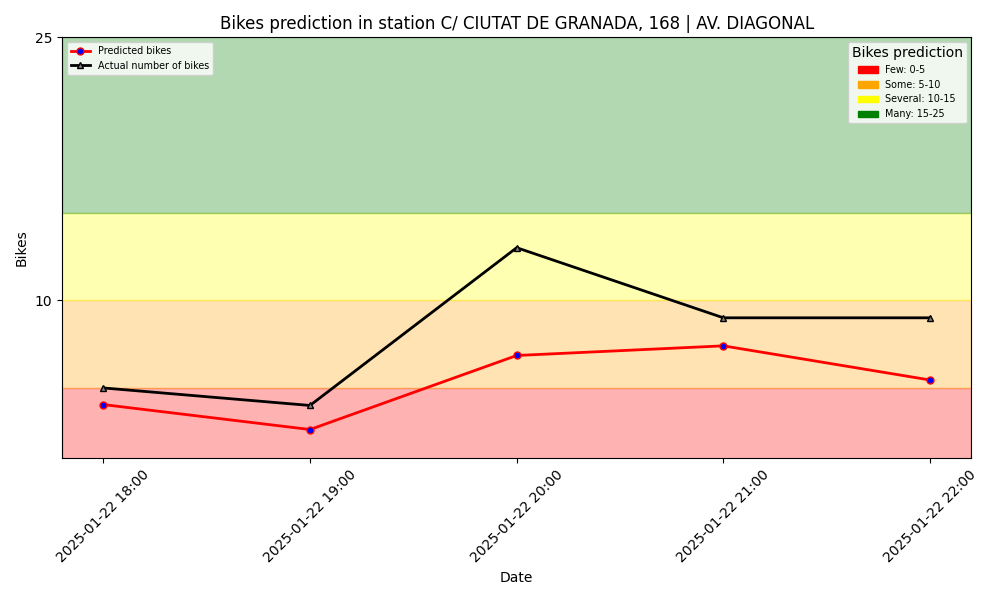 Bikes prediction in station C/ CIUTAT DE GRANADA, 168 | AV. DIAGONAL
25
10
Bikes
Predicted bikes
Actual number of bikes
Bikes prediction
Few: 0-5
Some: 5-10
Several: 10-15
Many: 15-25
2025-01-22 18:00
2025-01-22 19:00
2025-01-22 20:00
2025-01-22 21:00
2025-01-22 22:00
Date